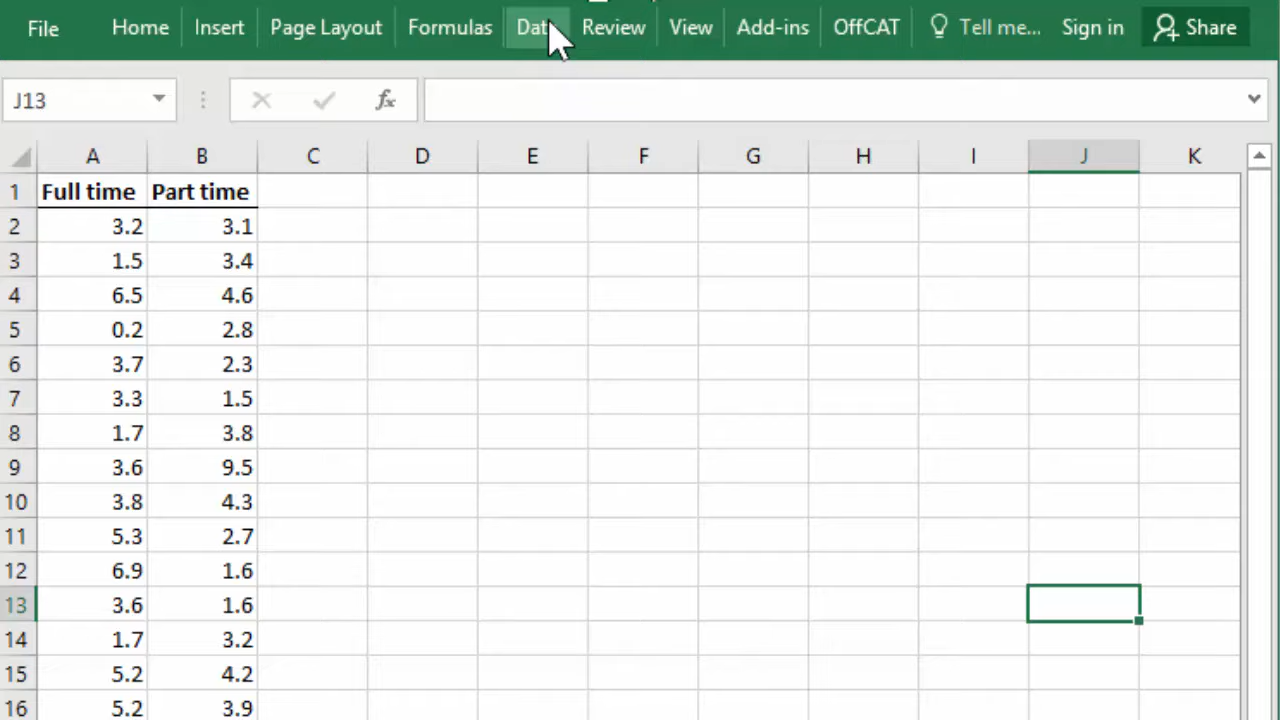 File Home Insert Page Layout Formulas Data Review View Add-ins OffCAT Tell me... Sign in Share
J13 fx
A B C D E F G H I J K
1 Full time Part time
2 3.2 3.1
3 1.5 3.4
4 6.5 4.6
5 0.2 2.8
6 3.7 2.3
7 3.3 1.5
8 1.7 3.8
9 3.6 9.5
10 3.8 4.3
11 5.3 2.7
12 6.9 1.6
13 3.6 1.6
14 1.7 3.2
15 5.2 4.2
16 5.2 3.9